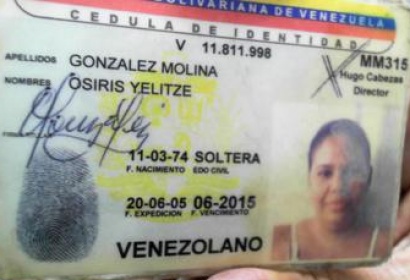 BOLIVARIANA DE VENEZUELA
CEDULA DE IDENTIDAD
V 11.811.998
MM315
APELLIDOS GONZALEZ MOLINA
Hugo Cabezas
Director
NOMBRES OSIRIS YELITZE
11-03-74 SOLTERA
F. NACIMIENTO EDO CIVIL
20-06-05 06-2015
F. EXPEDICION F. VENCIMIENTO
VENEZOLANO